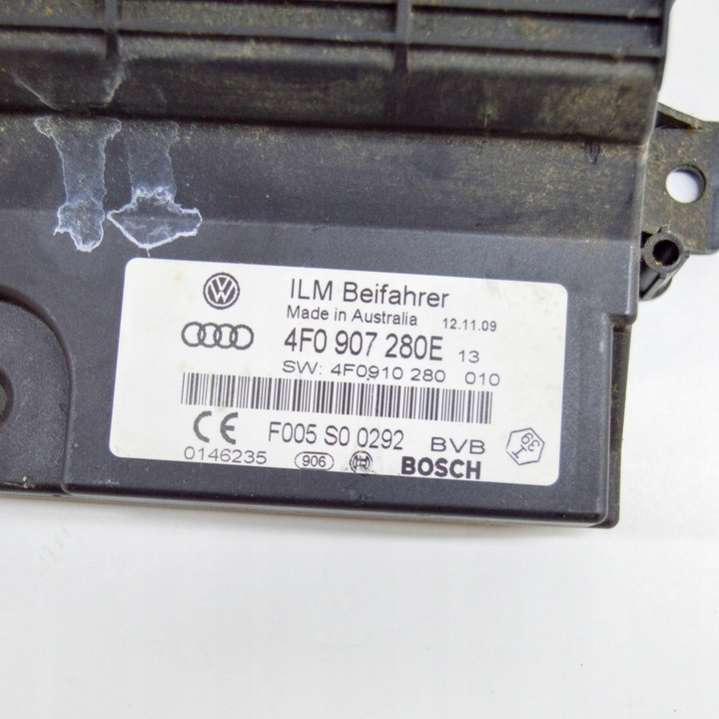 ILM Beifahrer
Made in Australia 12.11.09
4F0 907 280E 13
SW: 4F0910 280 010
CE F005 S0 0292 BVB
0146235 906 BOSCH